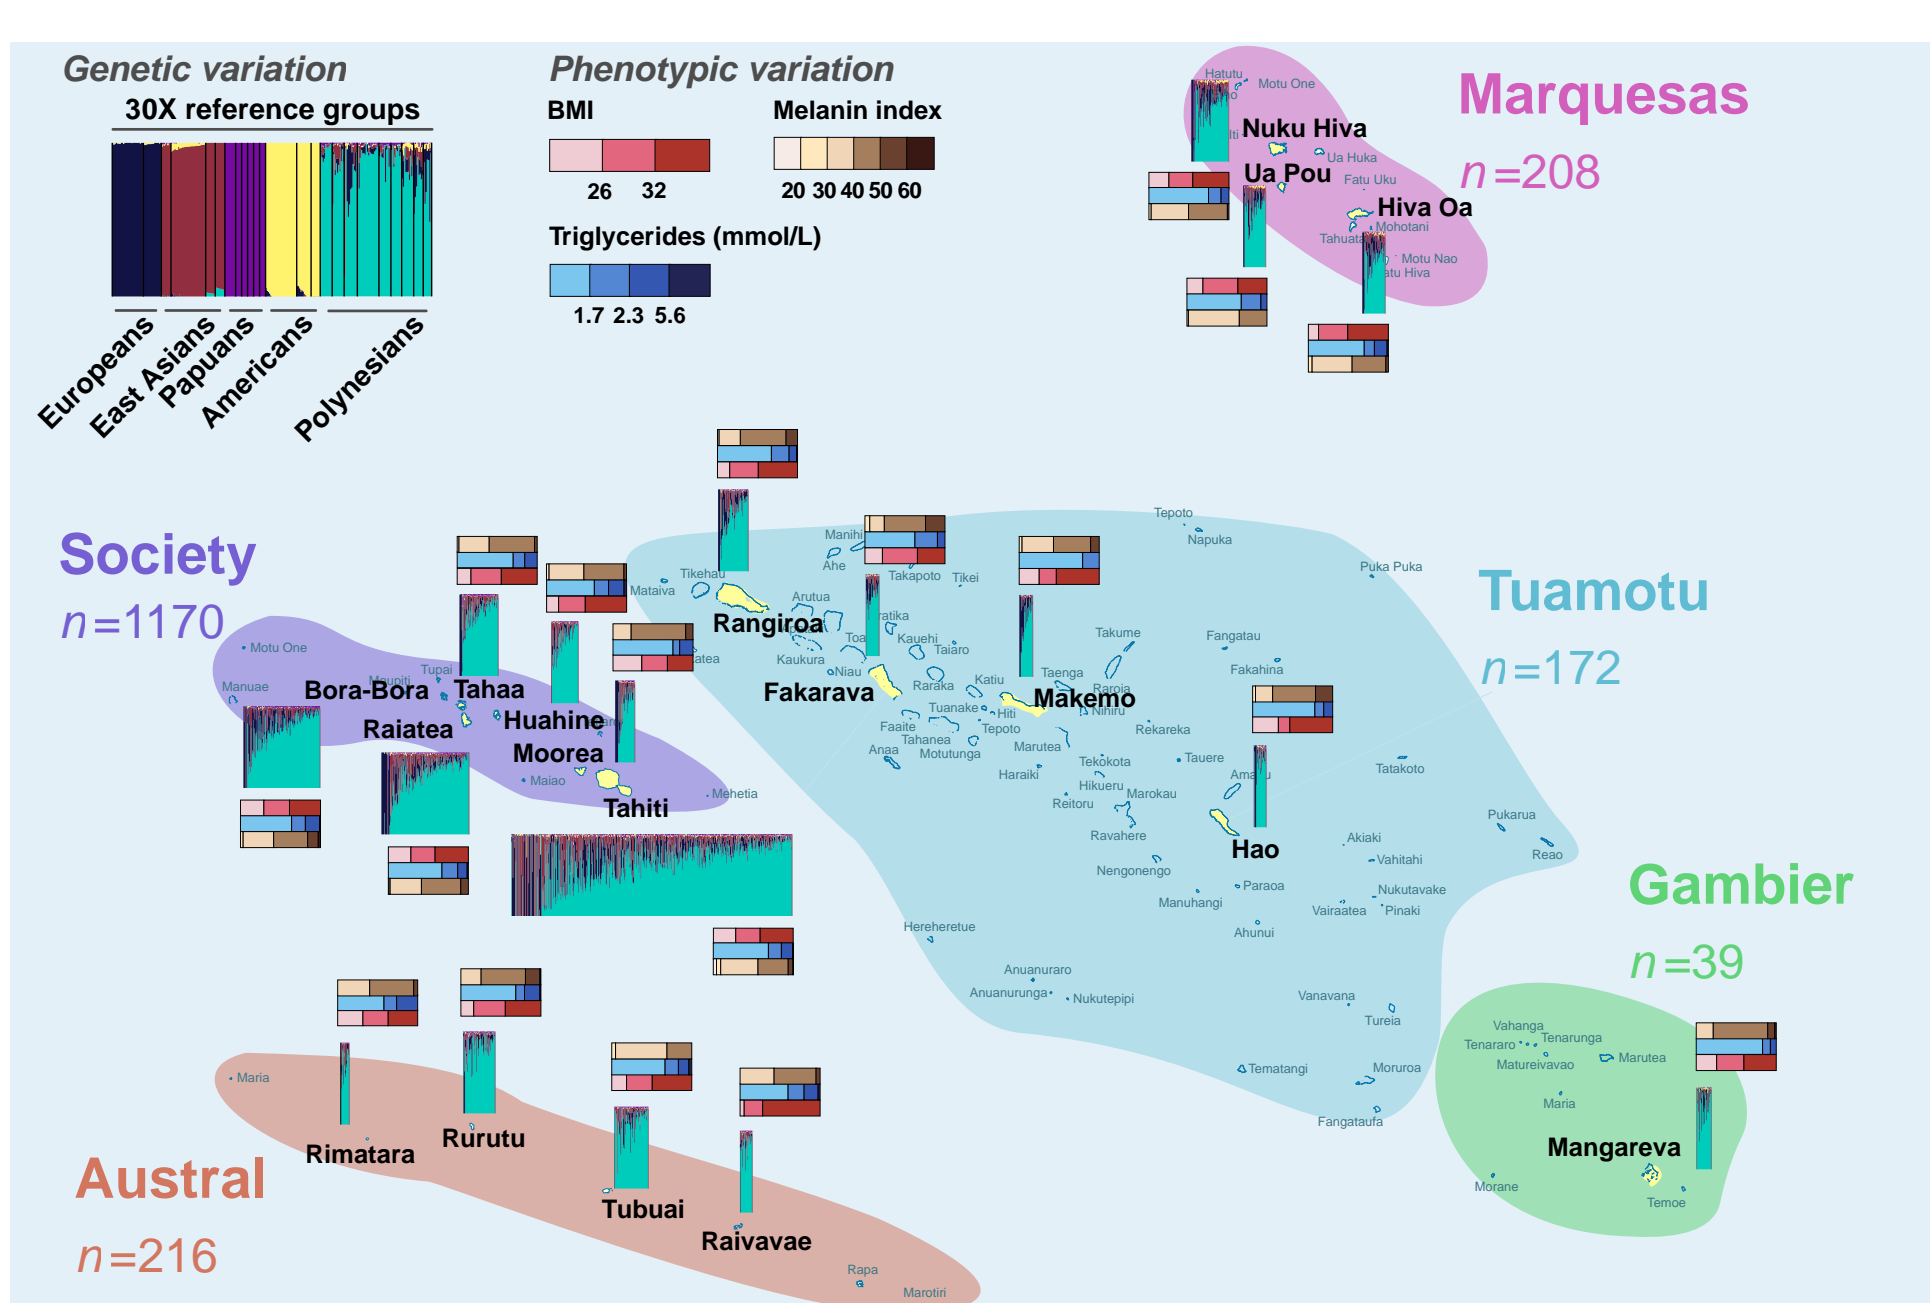 Genetic variation
30X reference groups
Europeans
East Asians
Papuans
Americans
Polynesians
Phenotypic variation
BMI
26 32
Melanin index
20 30 40 50 60
Triglycerides (mmol/L)
1.7 2.3 5.6
Marquesas
n=208
Hatutu
Motu One
Nuku Hiva
Ua Huka
Ua Pou
Fatu Uku
Hiva Oa
Mohotani
Tahuata
Motu Nao
Society
n=1170
Motu One
Manuae
Tupai
Maupiti
Bora-Bora
Tahaa
Raiatea
Huahine
Moorea
Maiao
Tahiti
Mehetia
Tuamotu
n=172
Tepoto
Napuka
Puka Puka
Manihi
Ahe
Takapoto
Tikei
Tikehau
Mataiva
Arutua
Rangiroa
Kauehi
Taiaro
Kaukura
Niau
Raraka
Katiu
Taenga
Takume
Raroia
Fangatau
Fakahina
Fakarava
Makemo
Tuanake
Hiti
Tepoto
Nihiru
Faaite
Tahanea
Motutunga
Anaa
Marutea
Rekareka
Haraiki
Tekokota
Tauere
Hikueru
Marokau
Reitoru
Ravahere
Nengonengo
Hao
Tatakoto
Pukarua
Reao
Akiaki
Vahitahi
Paraoa
Manuhangi
Nukutavake
Vairaatea
Pinaki
Ahunui
Hereheretue
Anuanuraro
Anuanurunga
Nukutepipi
Vanavana
Tureia
Tematangi
Moruroa
Fangataufa
Gambier
n=39
Vahanga
Tenararo
Tenarunga
Matureivavao
Marutea
Maria
Mangareva
Morane
Temoe
Austral
n=216
Maria
Rimatara
Rurutu
Tubuai
Raivavae
Rapa
Marotiri